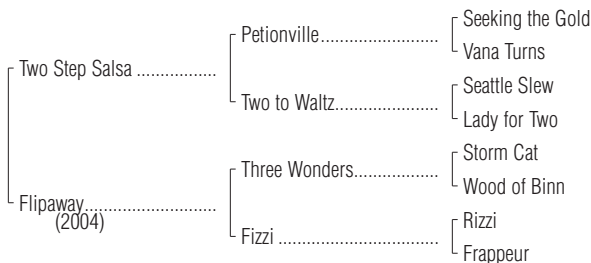 Seeking the Gold
Petionville..........................
Vana Turns
Two Step Salsa .................
Seattle Slew
Two to Waltz.......................
Lady for Two
Storm Cat
Three Wonders...................
Wood of Binn
Flipaway...........................
(2004)
Rizzi
Fizzi ...................................
Frappeur